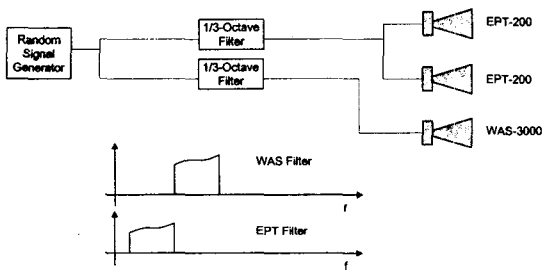 Random
Signal
Generator
1/3-Octave
Filter
1/3-Octave
Filter
EPT-200
EPT-200
WAS-3000
WAS Filter
f
EPT Filter
f